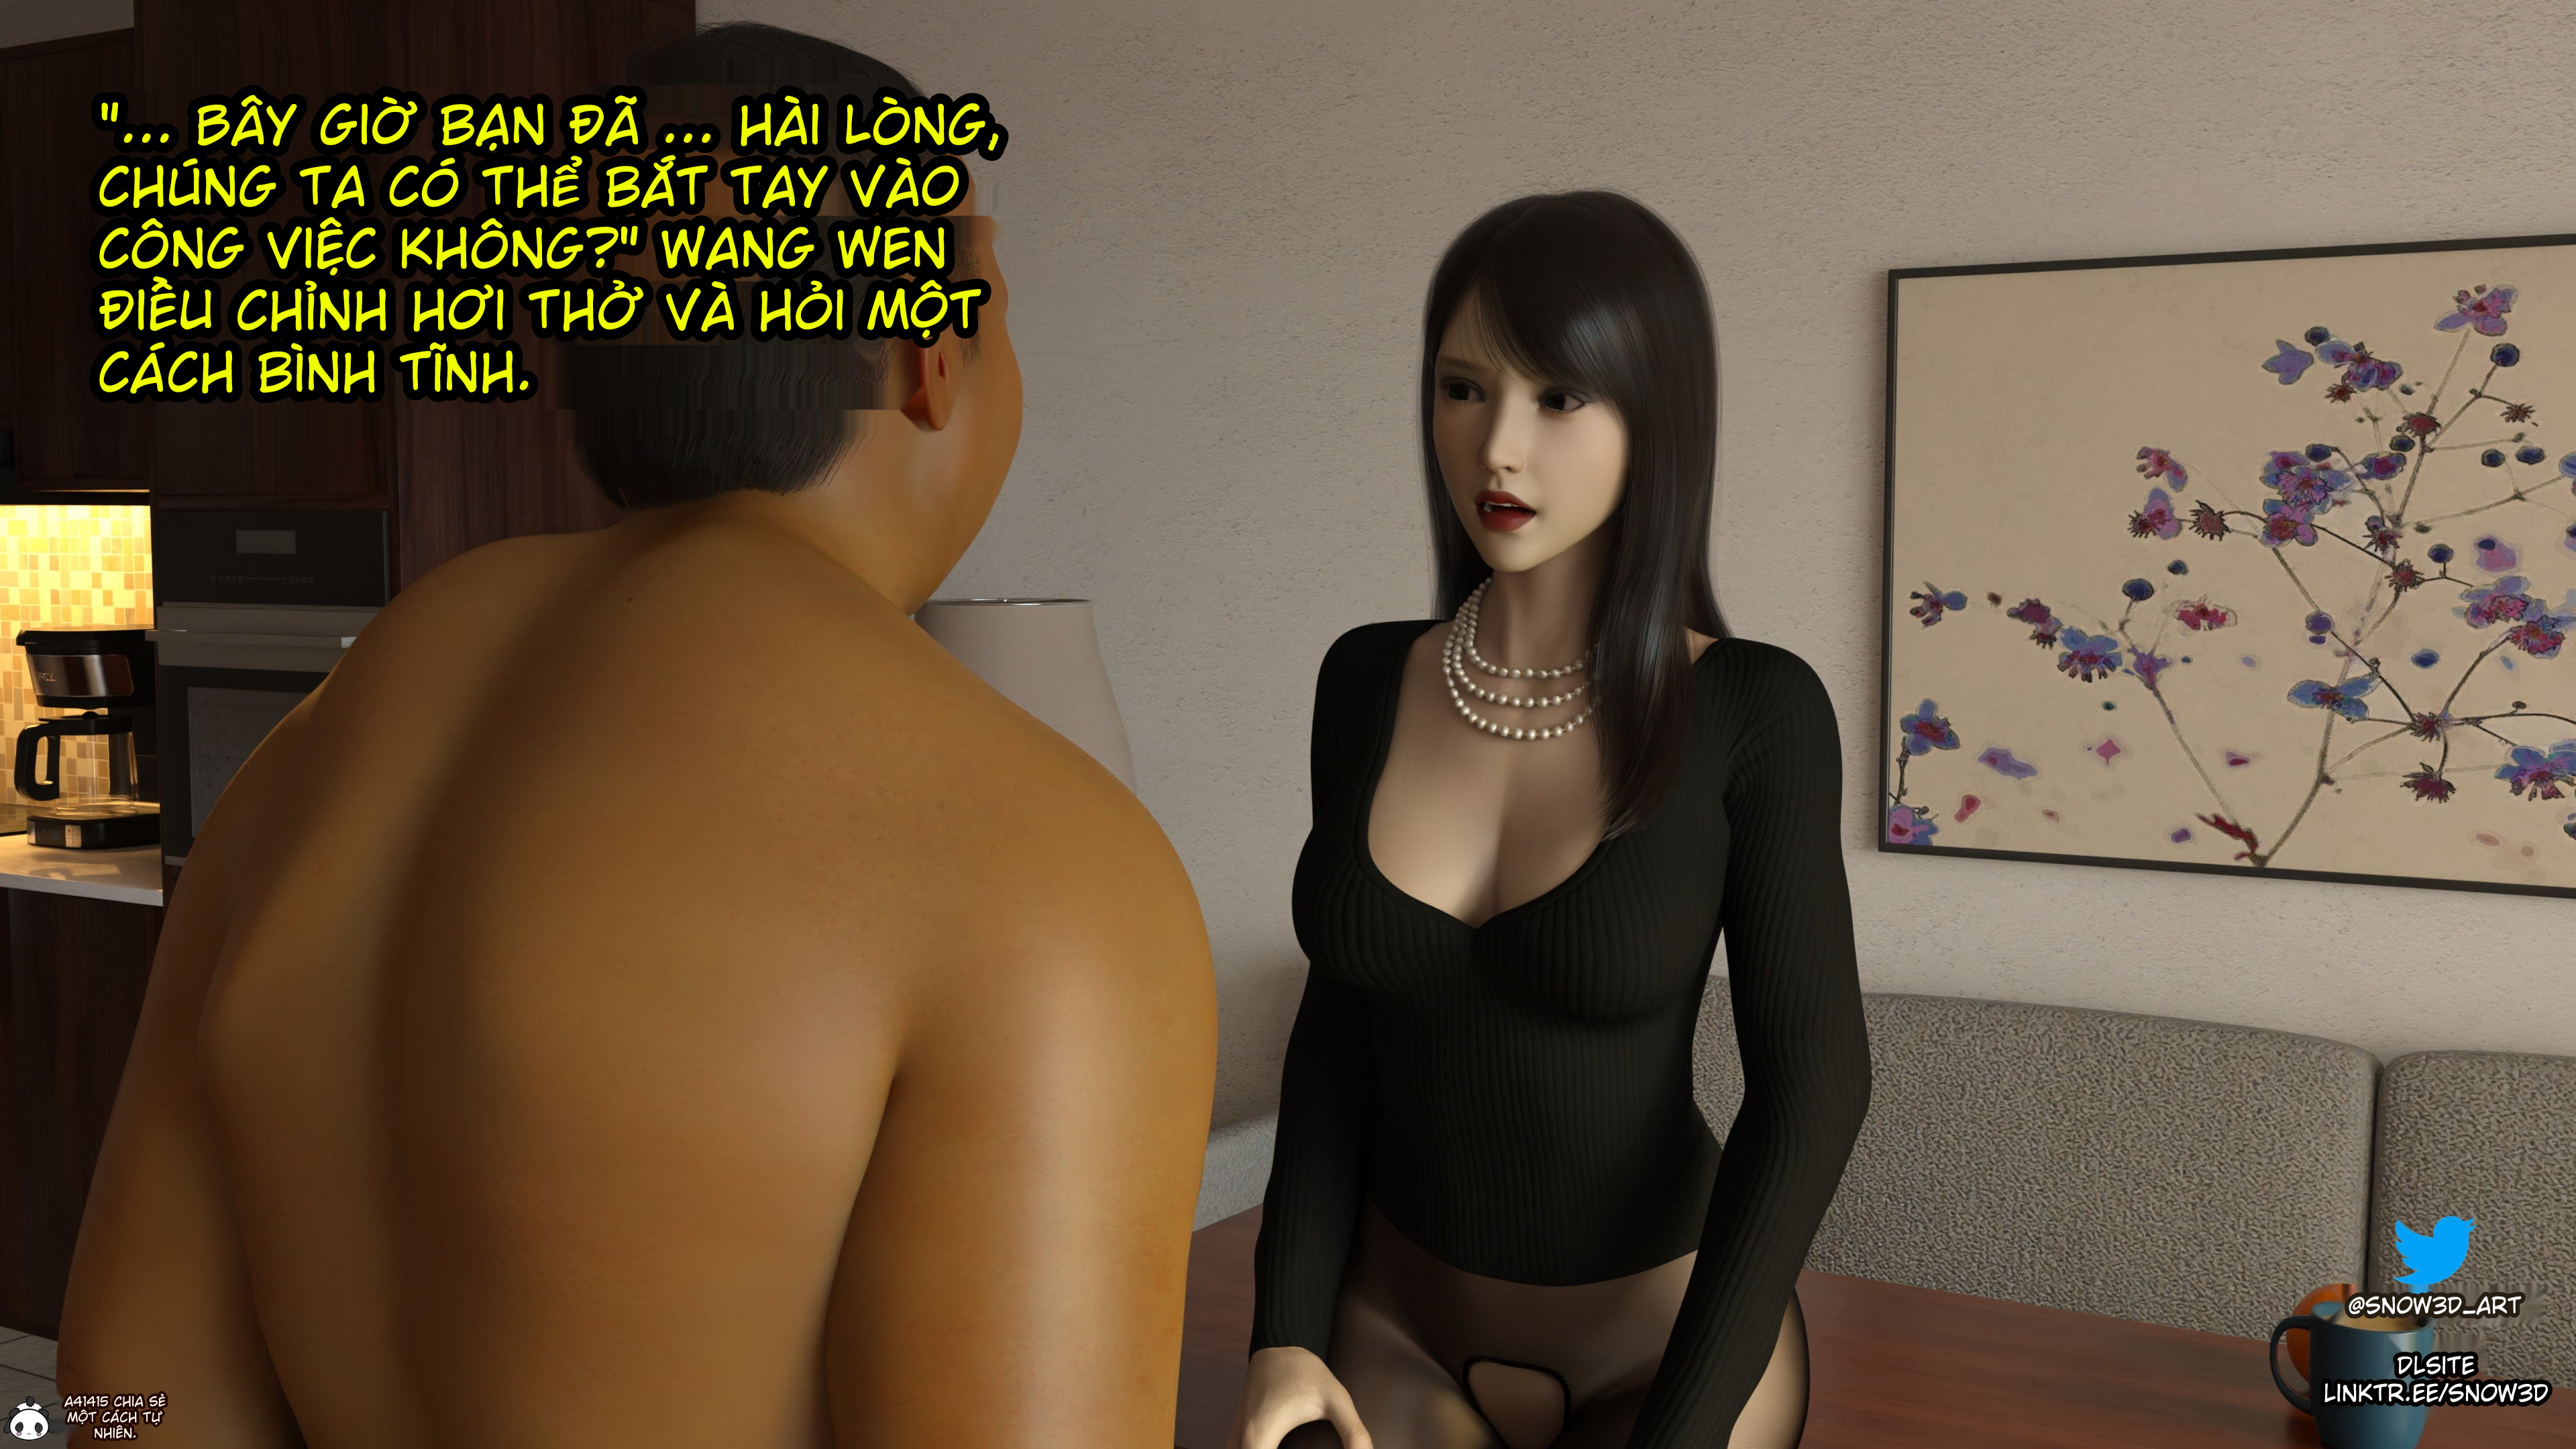 "... BÂY GIỜ BẠN ĐÃ ... HÀI LÒNG,
CHÚNG TA CÓ THỂ BẮT TAY VÀO
CÔNG VIỆC KHÔNG?" WANG WEN
ĐIỀU CHỈNH HƠI THỞ VÀ HỎI MỘT
CÁCH BÌNH TĨNH.
@SNOW3D_ART
DLSITE
LINKTR.EE/SNOW3D
A41415 CHIA SẺ
MỘT CÁCH TỰ
NHIÊN.